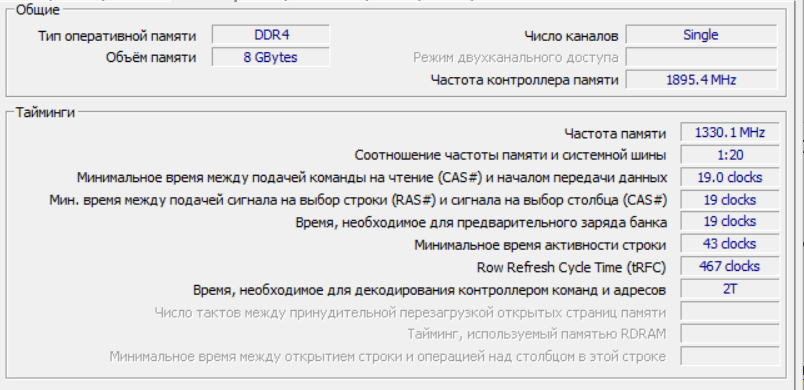 Общие
Тип оперативной памяти DDR4 Число каналов Single
Объём памяти 8 GBytes Режим двухканального доступа
Частота контроллера памяти 1895.4 MHz
Тайминги
Частота памяти 1330.1 MHz
Соотношение частоты памяти и системной шины 1:20
Минимальное время между подачей команды на чтение (CAS#) и началом передачи данных 19.0 clocks
Мин. время между подачей сигнала на выбор строки (RAS#) и сигнала на выбор столбца (CAS#) 19 clocks
Время, необходимое для предварительного заряда банка 19 clocks
Минимальное время активности строки 43 clocks
Row Refresh Cycle Time (tRFC) 467 clocks
Время, необходимое для декодирования контроллером команд и адресов 2T
Число тактов между принудительной перезагрузкой открытых страниц памяти
Тайминг, используемый памятью RDRAM
Минимальное время между открытием строки и операцией над столбцом в этой строке